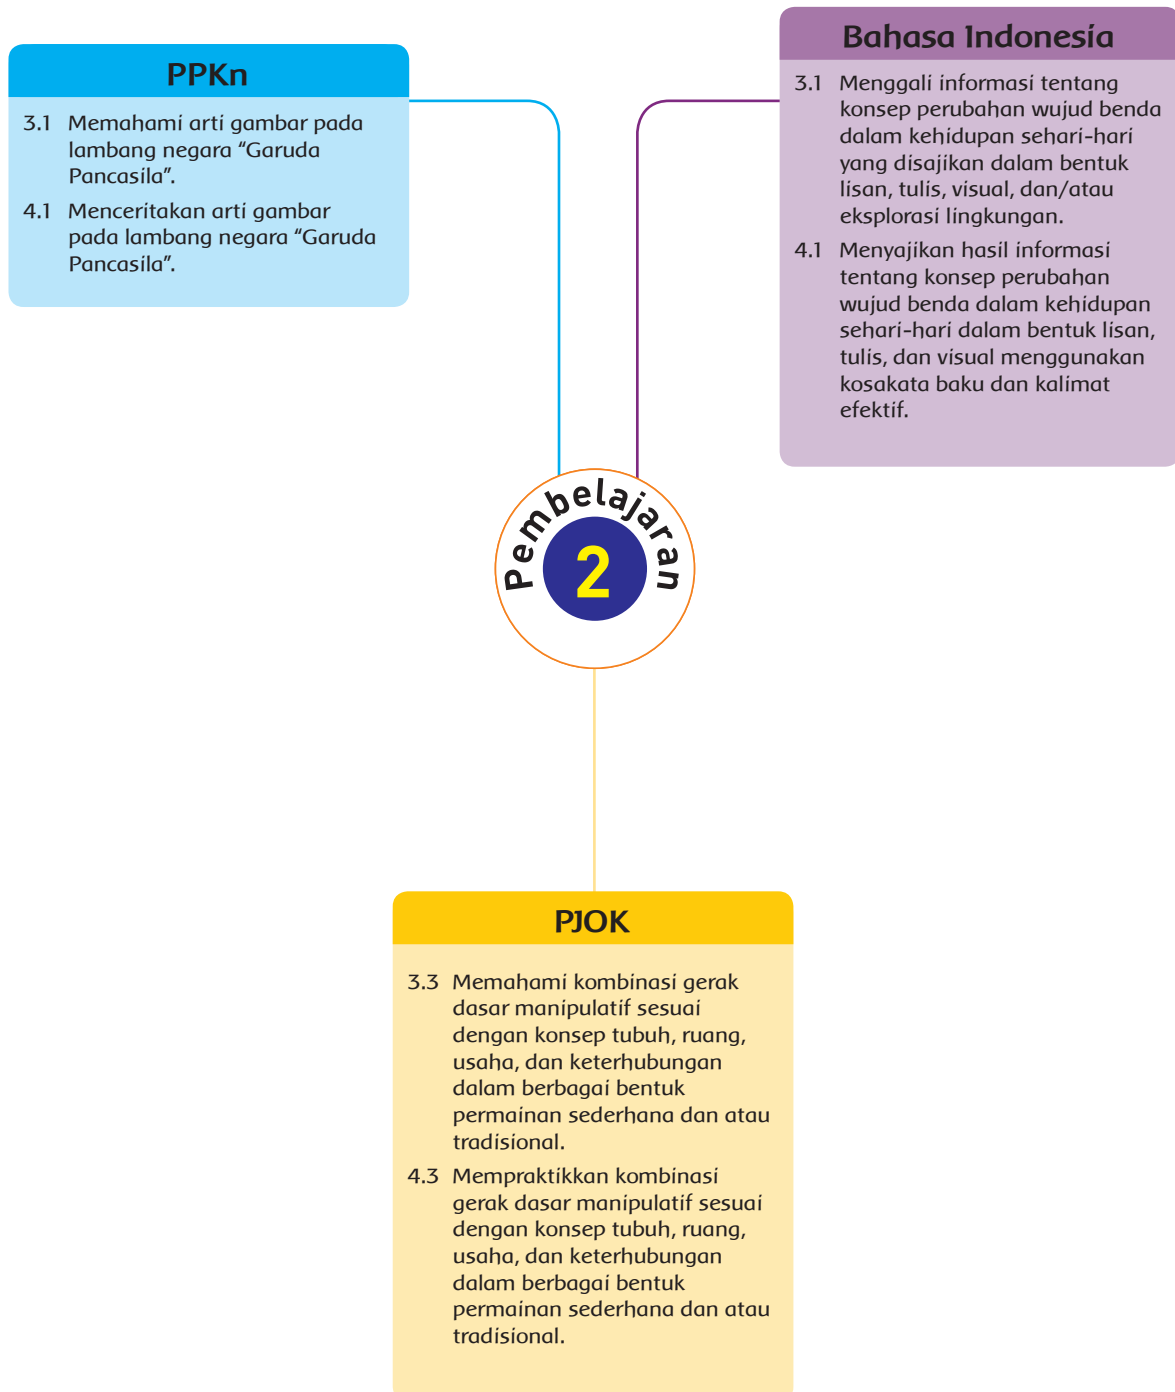 PPKn
3.1 Memahami arti gambar pada
lambang negara “Garuda
Pancasila”.
4.1 Menceritakan arti gambar
pada lambang negara “Garuda
Pancasila”.
Bahasa Indonesia
3.1 Menggali informasi tentang
konsep perubahan wujud benda
dalam kehidupan sehari-hari
yang disajikan dalam bentuk
lisan, tulis, visual, dan/atau
eksplorasi lingkungan.
4.1 Menyajikan hasil informasi
tentang konsep perubahan
wujud benda dalam kehidupan
sehari-hari dalam bentuk lisan,
tulis, dan visual menggunakan
kosakata baku dan kalimat
efektif.
Pembelajaran
2
PJOK
3.3 Memahami kombinasi gerak
dasar manipulatif sesuai
dengan konsep tubuh, ruang,
usaha, dan keterhubungan
dalam berbagai bentuk
permainan sederhana dan atau
tradisional.
4.3 Mempraktikkan kombinasi
gerak dasar manipulatif sesuai
dengan konsep tubuh, ruang,
usaha, dan keterhubungan
dalam berbagai bentuk
permainan sederhana dan atau
tradisional.